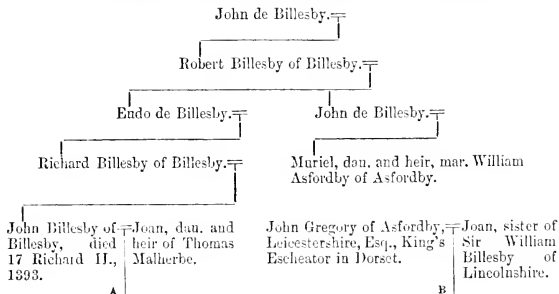 John de Billesby.
Robert Billesby of Billesby.
Endo de Billesby. John de Billesby.
Richard Billesby of Billesby. Muriel, dau. and heir, mar. William
Asfordby of Asfordby.
John Billesby of Joan, dau. and John Gregory of Asfordby, Joan, sister of
Billesby, died heir of Thomas Leicestershire, Esq., King's Sir William
17 Richard II., Malherbe. Escheator in Dorset. Billesby of
1393. Lincolnshire.
A B